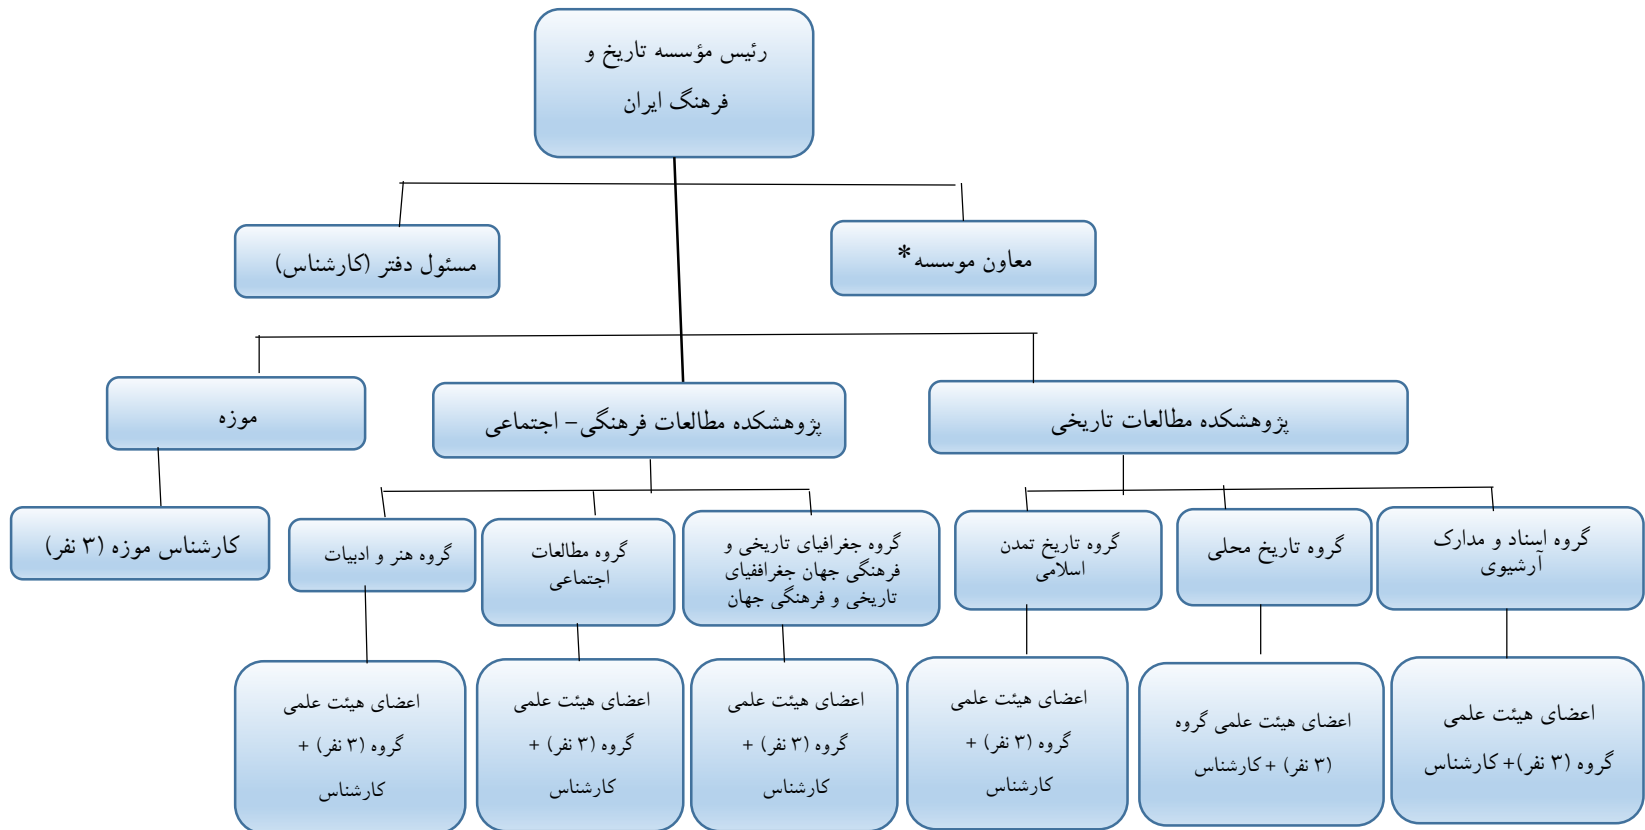 رئیس مؤسسه تاریخ و
فرهنگ ایران
معاون موسسه*
مسئول دفتر (کارشناس)
پژوهشکده مطالعات تاریخی
پژوهشکده مطالعات فرهنگی- اجتماعی
موزه
گروه اسناد و مدارک
آرشیوی
گروه تاریخ محلی
گروه تاریخ تمدن
اسلامی
گروه جغرافیای تاریخی و
فرهنگی جهان جغراففیای
تاریخی و فرهنگی جهان
گروه مطالعات
اجتماعی
گروه هنر و ادبیات
کارشناس موزه (۳ نفر)
اعضای هیئت علمی
گروه (۳ نفر)+ کارشناس
اعضای هیئت علمی گروه
(۳ نفر) + کارشناس
اعضای هیئت علمی
گروه (۳ نفر) +
کارشناس
اعضای هیئت علمی
گروه (۳ نفر) +
کارشناس
اعضای هیئت علمی
گروه (۳ نفر) +
کارشناس
اعضای هیئت علمی
گروه (۳ نفر) +
کارشناس